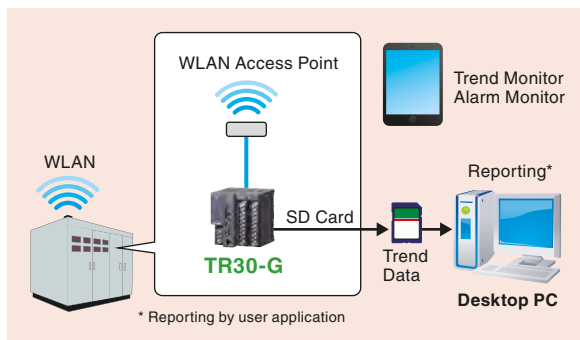 WLAN Access Point
Trend Monitor
Alarm Monitor
WLAN
Reporting*
SD Card
TR30-G
Trend
Data
Desktop PC
* Reporting by user application